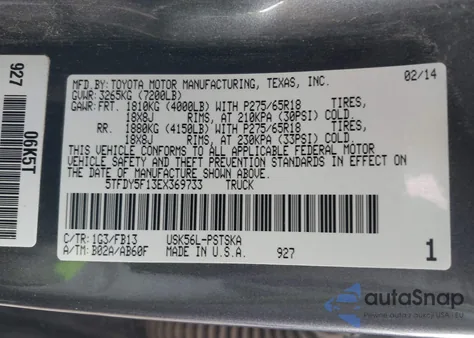 MFD.BY: TOYOTA MOTOR MANUFACTURING, TEXAS, INC. 02/14
GVWR: 3265KG (7200LB)
GAWR: FRT. 1810KG (4000LB) WITH P275/65R18 TIRES,
18X8J RIMS, AT 210KPA (30PSI) COLD
RR. 1880KG (4150LB) WITH P275/65R18 TIRES,
18X8J RIMS, AT 230KPA (33PSI) COLD
THIS VEHICLE CONFORMS TO ALL APPLICABLE FEDERAL MOTOR
VEHICLE SAFETY AND THEFT PREVENTION STANDARDS IN EFFECT ON
THE DATE OF MANUFACTURE SHOWN ABOVE.
5TFDY5F13EX369733 TRUCK
C/TR: 1G3/FB13 USK56L-PSTSKA
A/TM: B02A/AB60F MADE IN U.S.A. 927 1
927
06K5T
autaSnap